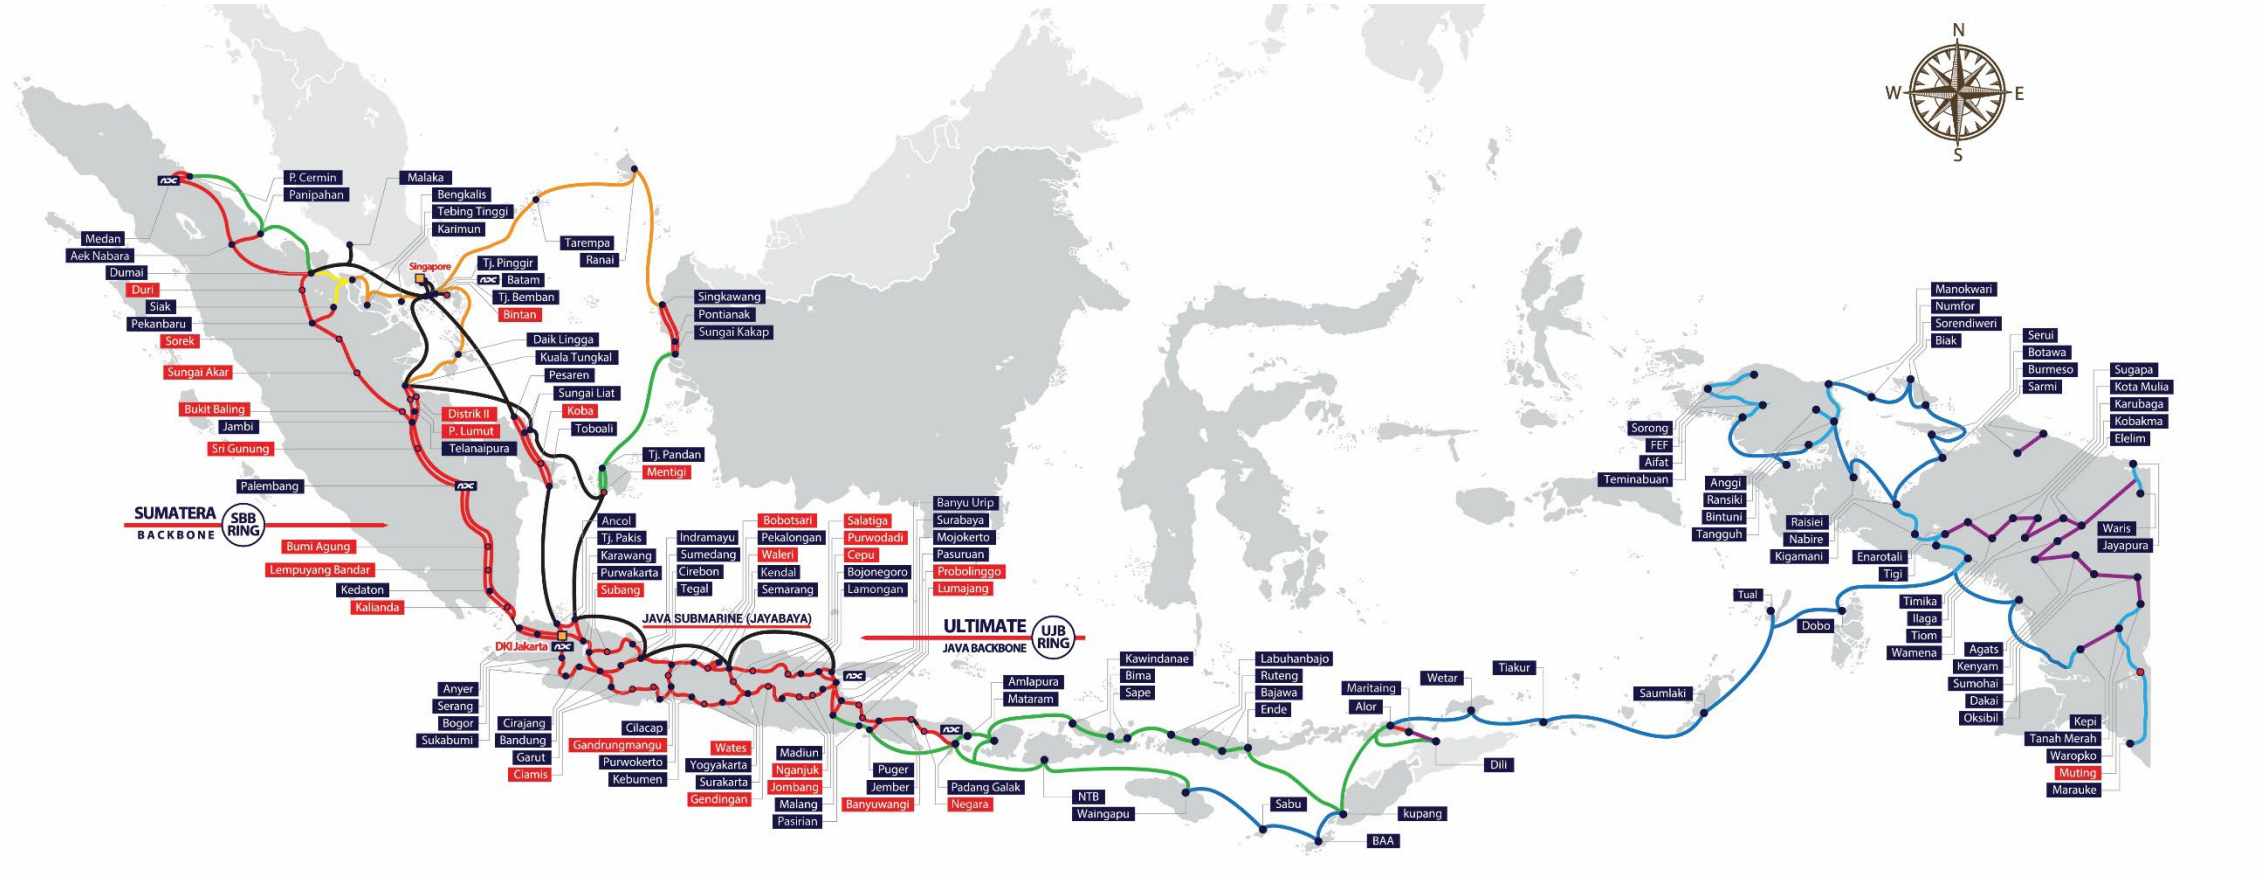 N
W
E
S
P. Cermin
Panipahan
Malaka
Bengkalis
Tebing Tinggi
Karimun
Medan
Aek Nabara
Dumai
Duri
Siak
Pekanbaru
Sorek
Sungai Akar
Bukit Baling
Jambi
Sri Gunung
Palembang
Singapore
Tj. Pinggir
NDC
Batam
Tj. Bemban
Bintan
Tarempa
Ranai
Singkawang
Pontianak
Sungai Kakap
Daik Lingga
Kuala Tungkal
Pesaren
Sungai Liat
Koba
Toboali
Distrik II
P. Lumut
Telanaipura
Tj. Pandan
Mentigi
NDC
NDC
SUMATERA
BACKBONE
SBB
RING
Bumi Agung
Lempuyang Bandar
Kedaton
Kalianda
Ancol
Tj. Pakis
Karawang
Purwakarta
Subang
Indramayu
Sumedang
Cirebon
Tegal
Bobotsari
Pekalongan
Waleri
Kendal
Semarang
Salatiga
Purwodadi
Cepu
Bojonegoro
Lamongan
Banyu Urip
Surabaya
Mojokerto
Pasuruan
Probolinggo
Lumajang
JAVA SUBMARINE (JAYABAYA)
ULTIMATE
JAVA BACKBONE
UJB
RING
DKI Jakarta
NDC
NDC
NDC
Anyer
Serang
Bogor
Sukabumi
Cirajang
Bandung
Garut
Ciamis
Cilacap
Gandrungmangu
Purwokerto
Kebumen
Wates
Yogyakarta
Surakarta
Gendingan
Madiun
Nganjuk
Jombang
Malang
Pasirian
Puger
Jember
Banyuwangi
Padang Galak
Negara
Amlapura
Mataram
Kawindanae
Bima
Sape
Labuhanbajo
Ruteng
Bajawa
Ende
NTB
Waingapu
Sabu
BAA
kupang
Dili
Maritaing
Alor
Wetar
Tiakur
Saumlaki
Tual
Dobo
Manokwari
Numfor
Sorendiweri
Biak
Serui
Botawa
Burmeso
Sarmi
Sugapa
Kota Mulia
Karubaga
Kobakma
Elelim
Sorong
FEF
Aifat
Teminabuan
Anggi
Ransiki
Bintuni
Tangguh
Raisiei
Nabire
Kigamani
Enarotali
Tigi
Waris
Jayapura
Timika
Ilaga
Tiom
Wamena
Agats
Kenyam
Sumohai
Dakai
Oksibil
Kepi
Tanah Merah
Waropko
Muting
Marauke